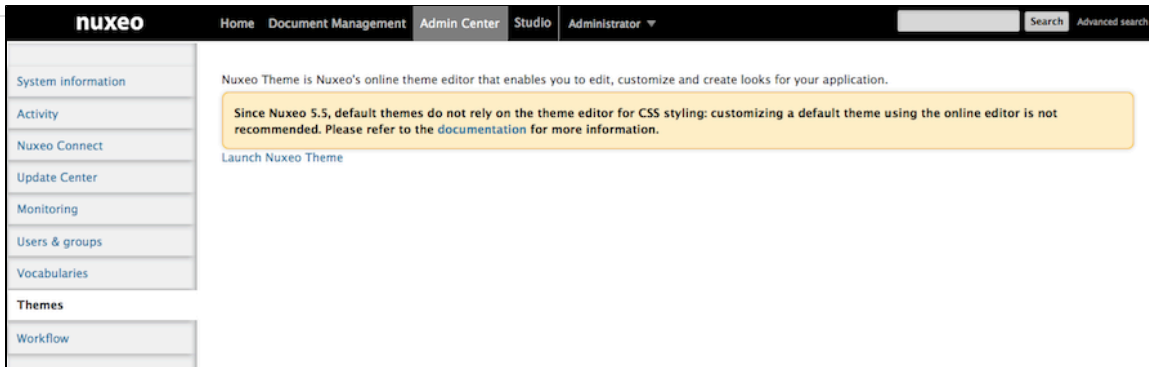 nuxeo Home Document Management Admin Center Studio Administrator Search Advanced search
System information
Activity
Nuxeo Connect
Update Center
Monitoring
Users & groups
Vocabularies
Themes
Workflow
Nuxeo Theme is Nuxeo's online theme editor that enables you to edit, customize and create looks for your application.
Since Nuxeo 5.5, default themes do not rely on the theme editor for CSS styling: customizing a default theme using the online editor is not
recommended. Please refer to the documentation for more information.
Launch Nuxeo Theme